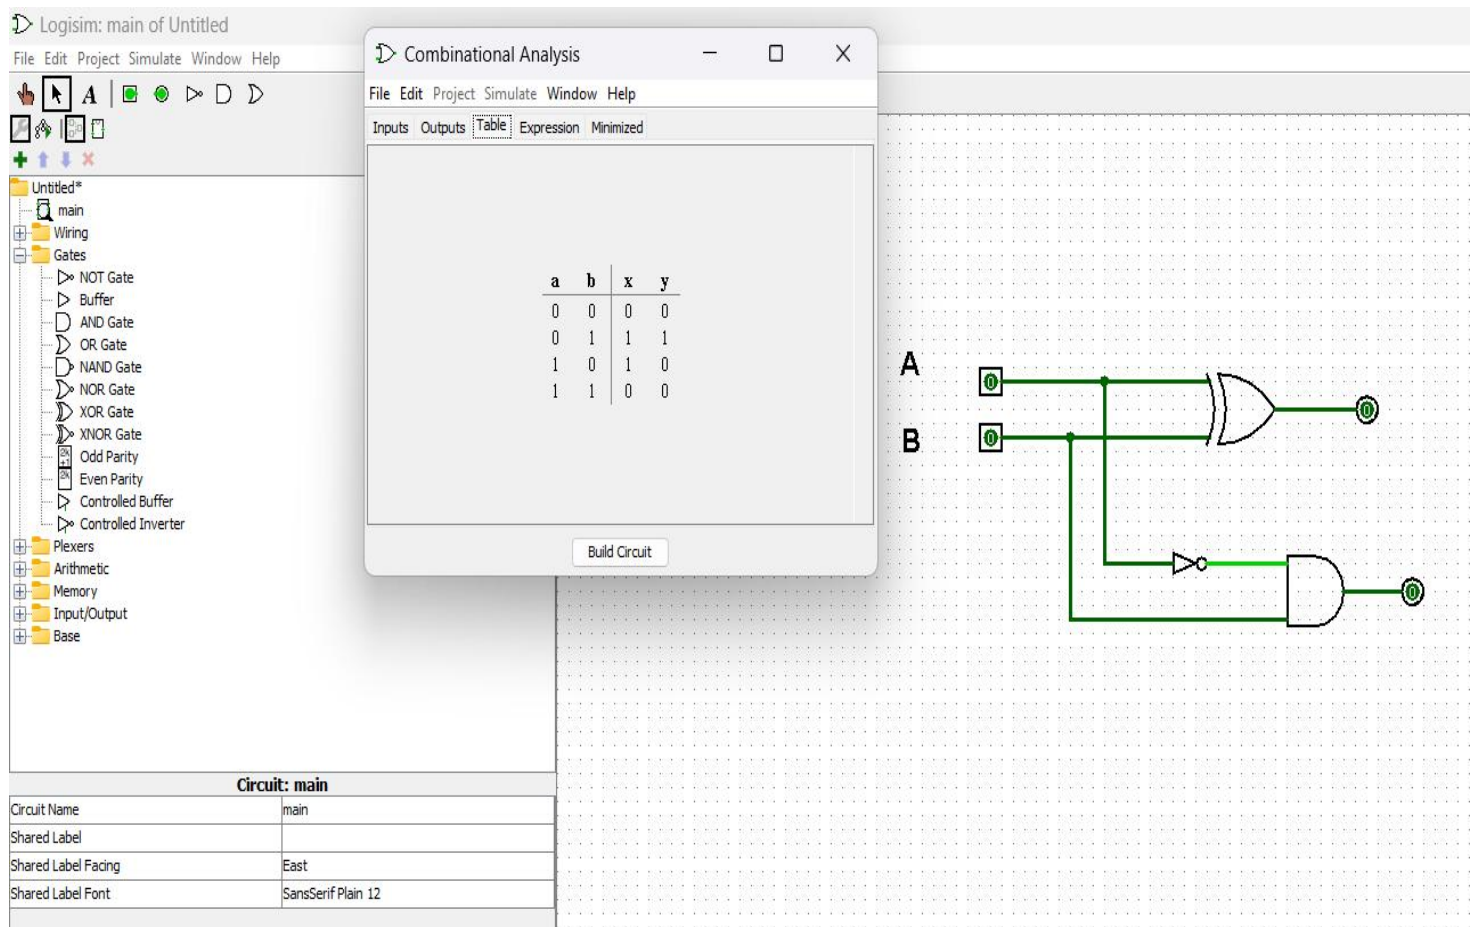 Logisim: main of Untitled
File Edit Project Simulate Window Help
A
Untitled*
main
Wiring
Gates
NOT Gate
Buffer
AND Gate
OR Gate
NAND Gate
NOR Gate
XOR Gate
XNOR Gate
2k+1 Odd Parity
2k Even Parity
Controlled Buffer
Controlled Inverter
Plexers
Arithmetic
Memory
Input/Output
Base
Circuit: main
Circuit Name main
Shared Label
Shared Label Facing East
Shared Label Font SansSerif Plain 12
Combinational Analysis
File Edit Project Simulate Window Help
Inputs Outputs Table Expression Minimized
a b x y
0 0 0 0
0 1 1 1
1 0 1 0
1 1 0 0
Build Circuit
A 0
0
B 0
0